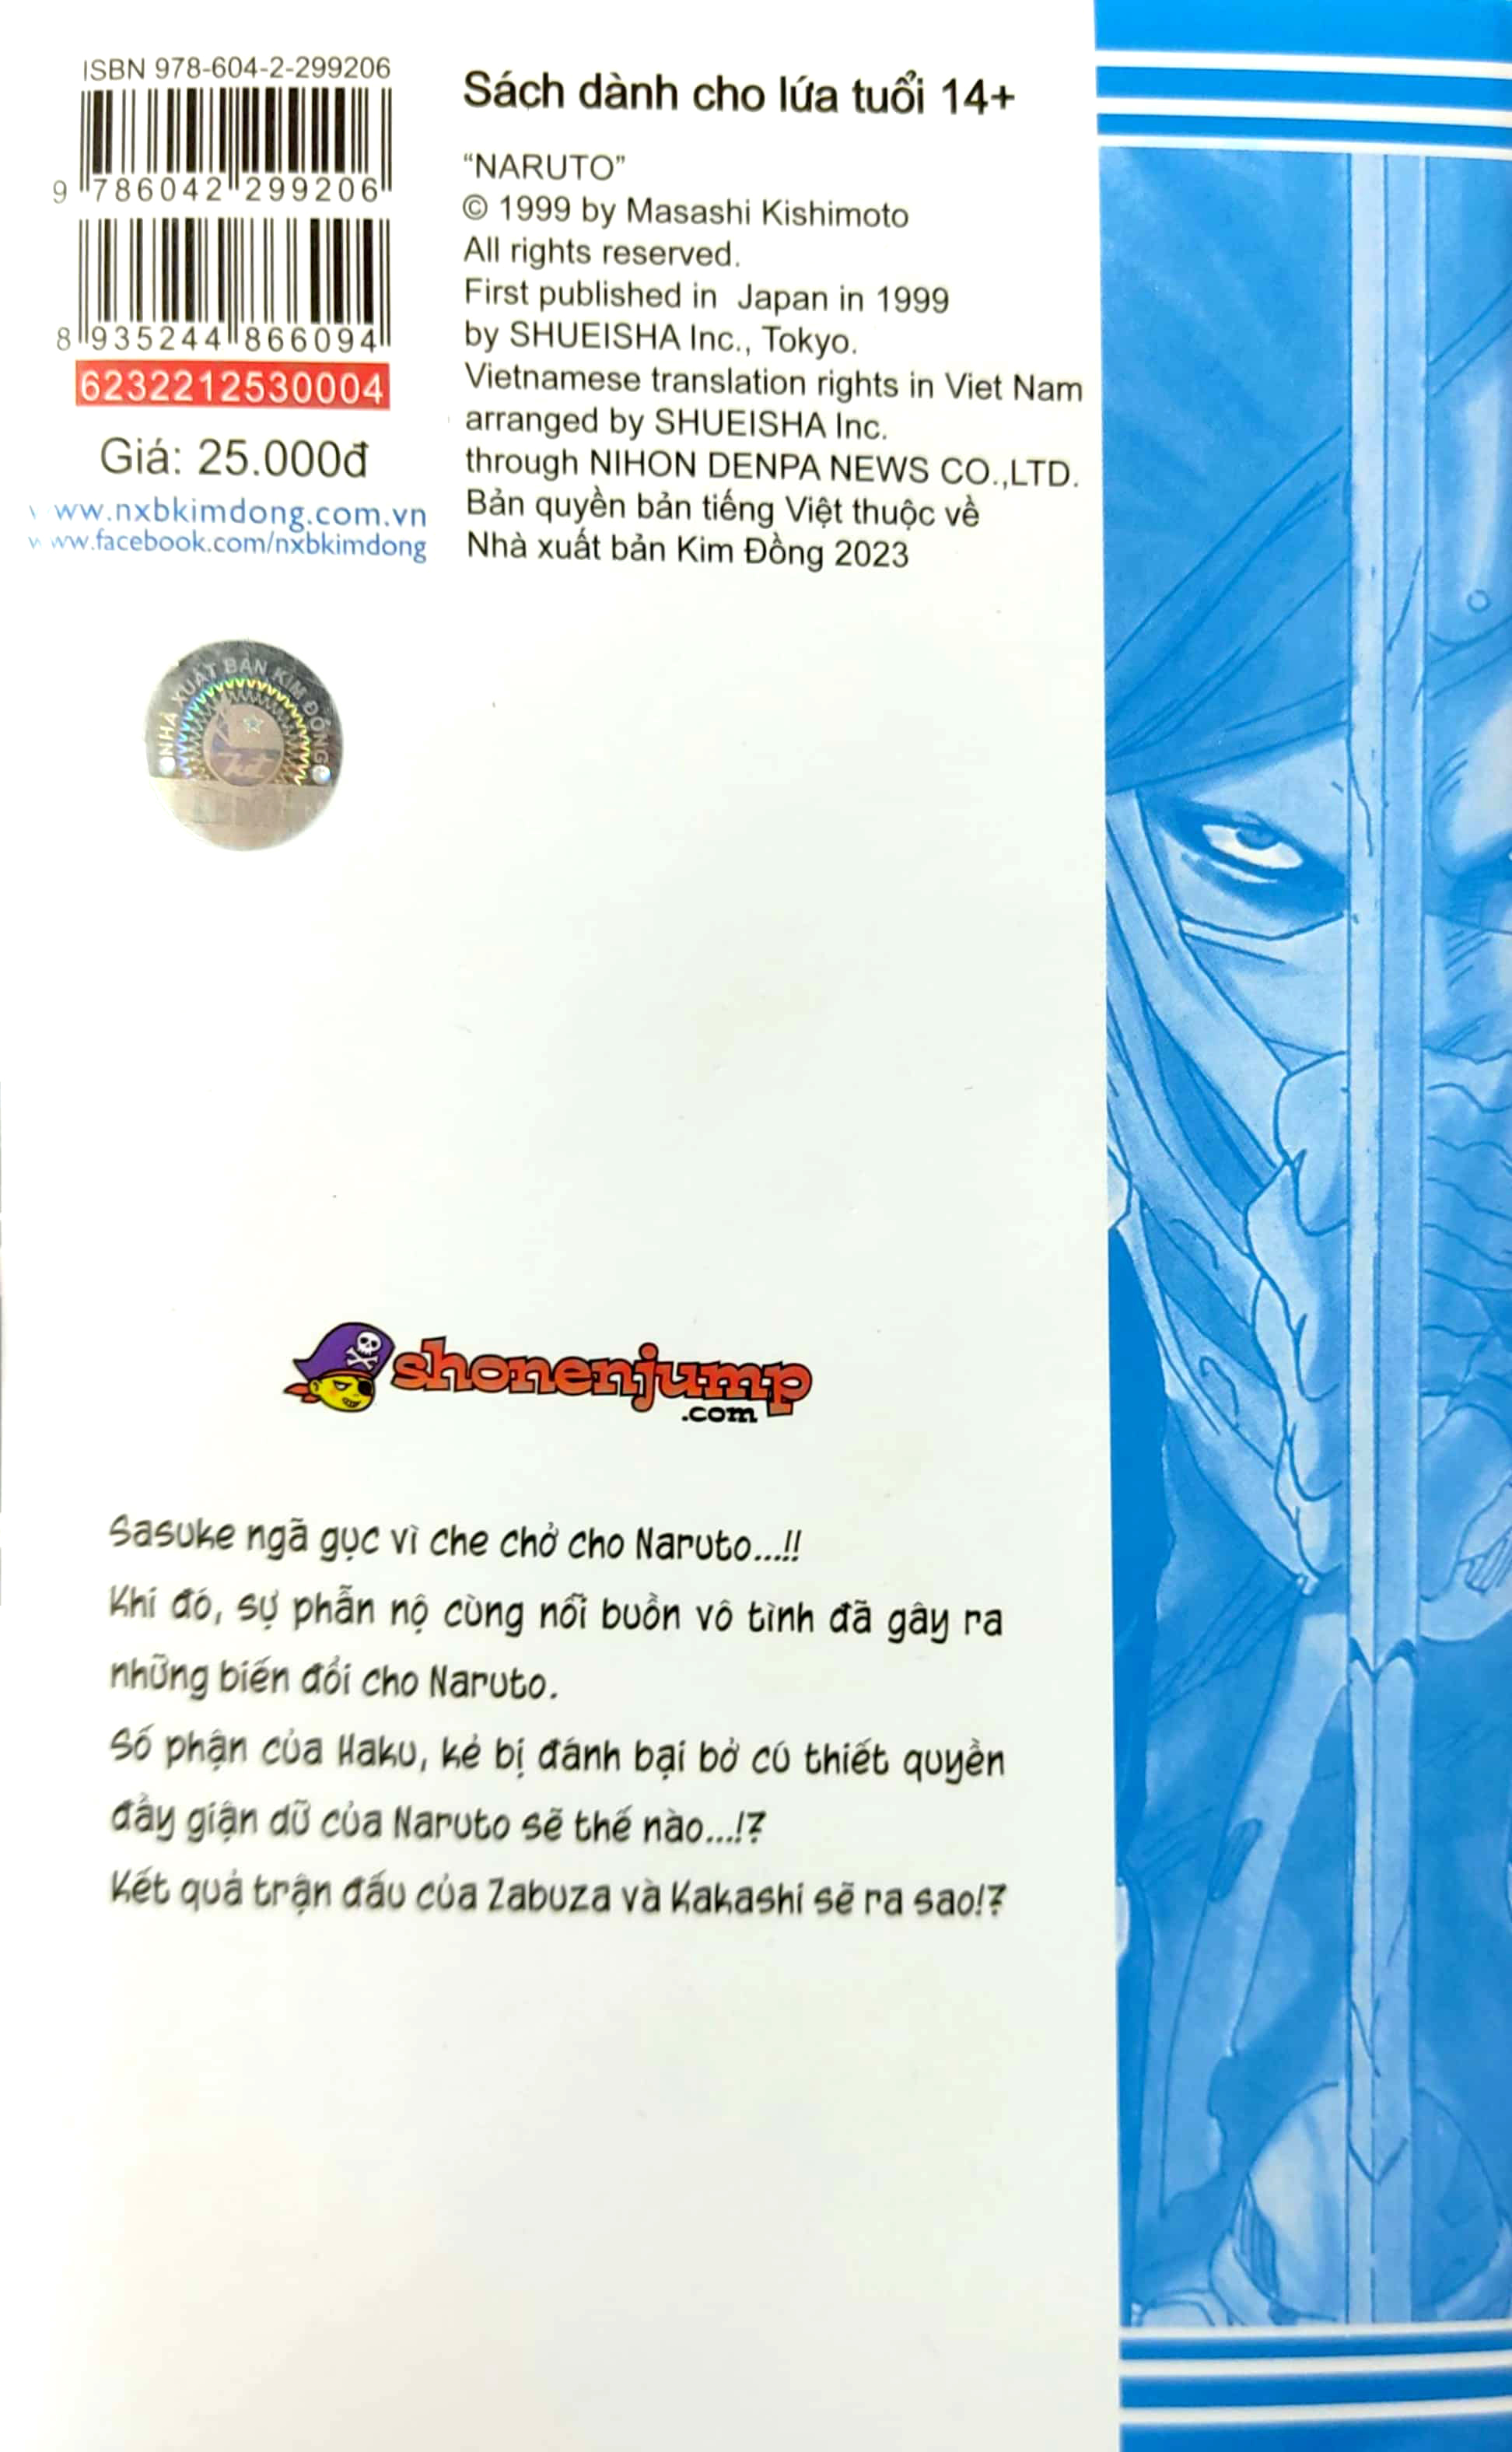 ISBN 978-604-2-299206
9 786042 299206
8 935244 866094
6232212530004
Giá: 25.000đ
ww.nxbkimdong.com.vn
ww.facebook.com/nxbkimdong
Sách dành cho lứa tuổi 14+
“NARUTO”
© 1999 by Masashi Kishimoto
All rights reserved.
First published in Japan in 1999
by SHUEISHA Inc., Tokyo.
Vietnamese translation rights in Viet Nam
arranged by SHUEISHA Inc.
through NIHON DENPA NEWS CO.,LTD.
Bản quyền bản tiếng Việt thuộc về
Nhà xuất bản Kim Đồng 2023
NHÀ XUẤT BẢN KIM ĐỒNG
shonenjump
.com
Sasuke ngã gục vì che chở cho Naruto...!!
Khi đó, sự phẫn nộ cùng nỗi buồn vô tình đã gây ra
những biến đổi cho Naruto.
Số phận của Haku, kẻ bị đánh bại bở cú thiết quyền
đầy giận dữ của Naruto sẽ thế nào...!?
Kết quả trận đấu của Zabuza và Kakashi sẽ ra sao!?